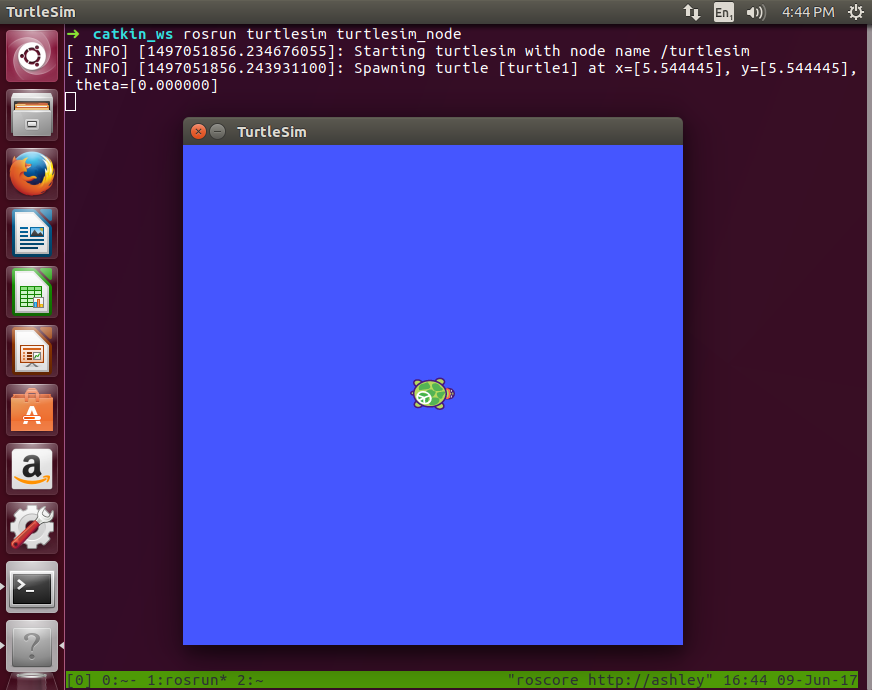 TurtleSim
En1 4:44 PM
➜ catkin_ws rosrun turtlesim turtlesim_node
[ INFO] [1497051856.234676055]: Starting turtlesim with node name /turtlesim
[ INFO] [1497051856.243931100]: Spawning turtle [turtle1] at x=[5.544445], y=[5.544445],
theta=[0.000000]
TurtleSim
A
a
>_
?
[0] 0:~- 1:rosrun* 2:~ "roscore http://ashley" 16:44 09-Jun-17